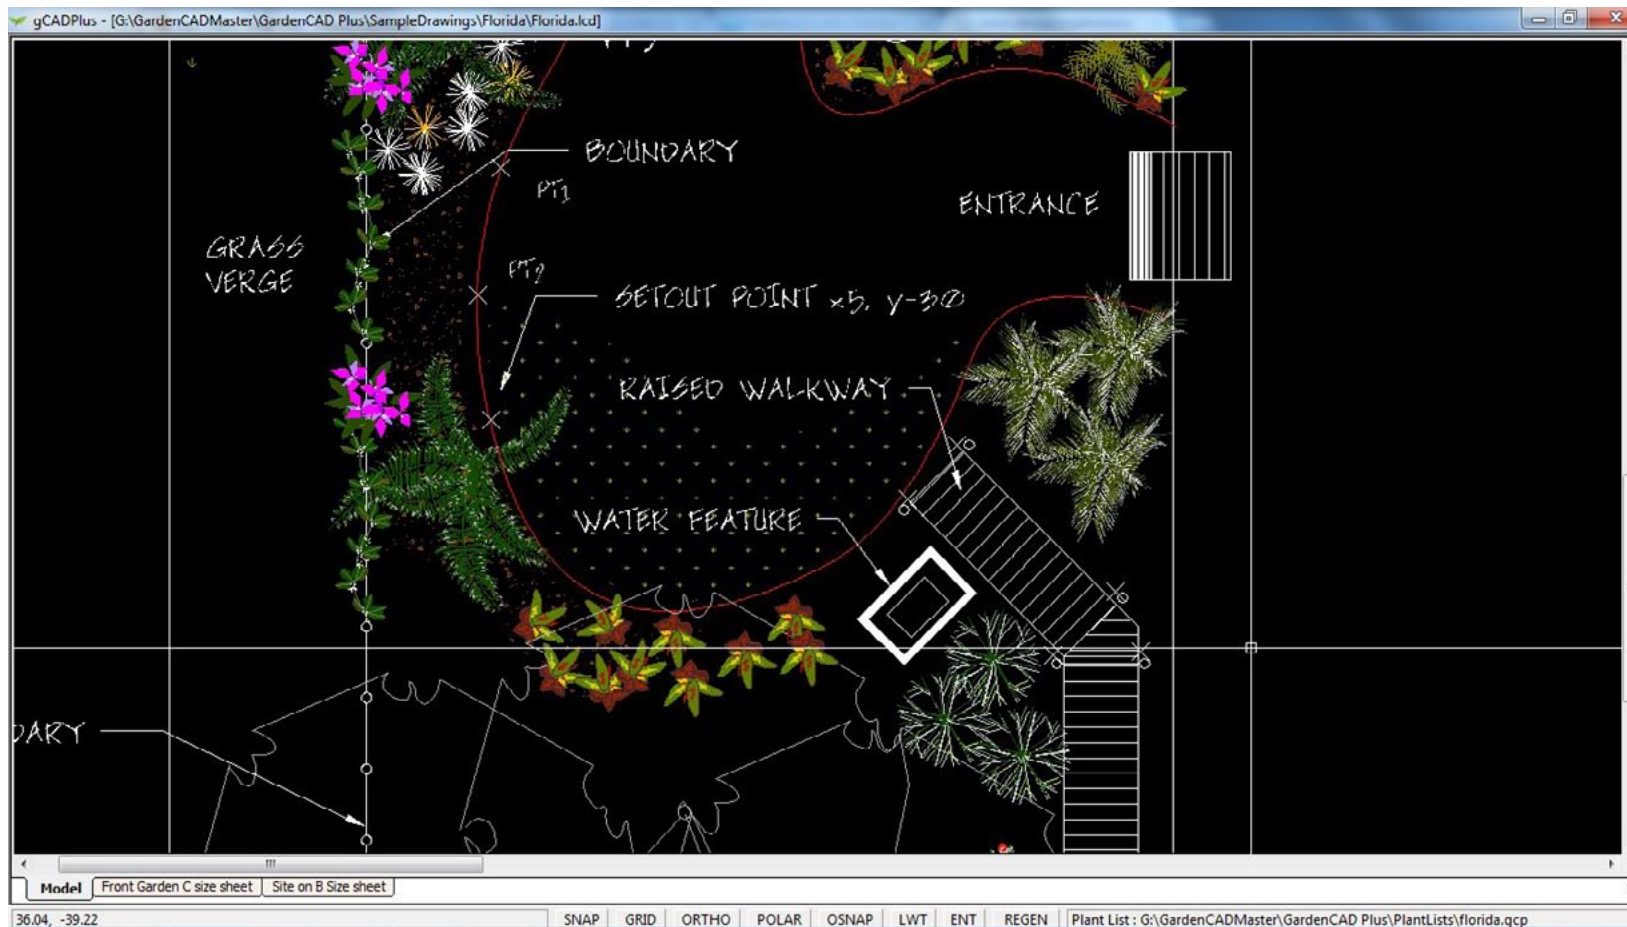 gCADPlus - [G:\GardenCADMaster\GardenCAD Plus\SampleDrawings\Florida\Florida.lcd]
BOUNDARY
PT1
ENTRANCE
GRASS
VERGE
PT2
SETOUT POINT x5, y-30
RAISED WALKWAY
WATER FEATURE
DARY
Model
Front Garden C size sheet
Site on B Size sheet
36.04, -39.22
SNAP
GRID
ORTHO
POLAR
OSNAP
LWT
ENT
REGEN
Plant List : G:\GardenCADMaster\GardenCAD Plus\PlantLists\florida.gcp